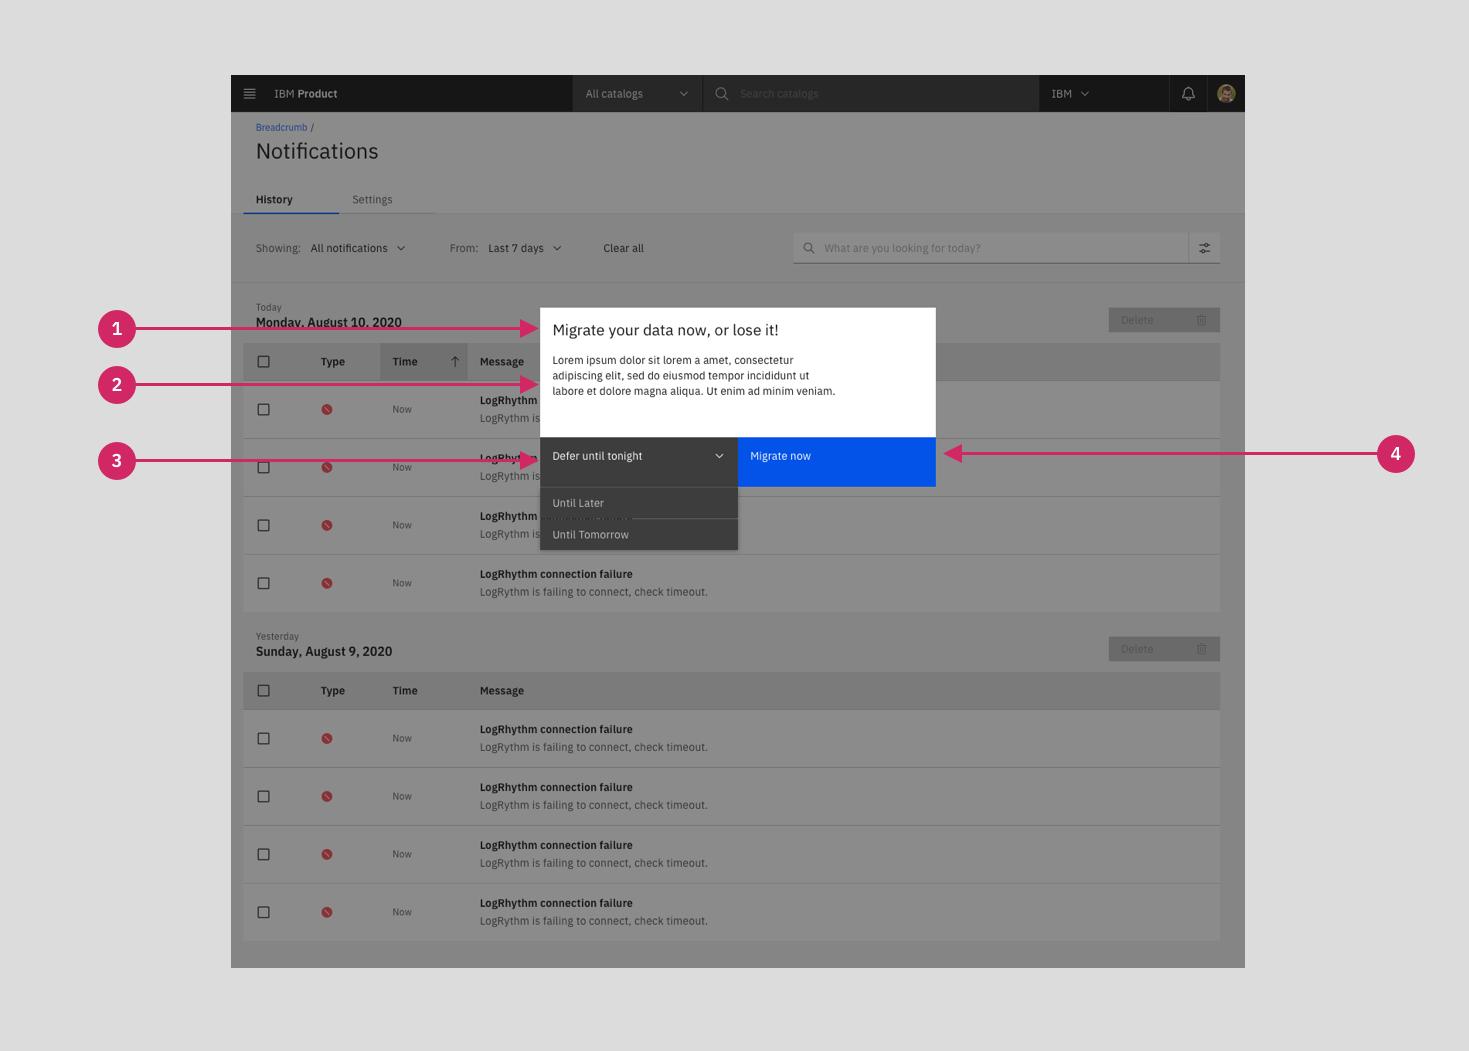 IBM Product
All catalogs
Search catalogs
IBM
Breadcrumb /
Notifications
History
Settings
Showing: All notifications
From: Last 7 days
Clear all
What are you looking for today?
Today
Monday, August 10, 2020
Delete
1
Migrate your data now, or lose it!
Type
Time
Message
Lorem ipsum dolor sit lorem a amet, consectetur
adipiscing elit, sed do eiusmod tempor incididunt ut
labore et dolore magna aliqua. Ut enim ad minim veniam.
2
Now
LogRhythm
LogRythm is
3
Defer until tonight
Migrate now
4
Now
LogRhythm
LogRythm is
Until Later
Until Tomorrow
Now
LogRhythm
LogRythm is
Now
LogRhythm connection failure
LogRythm is failing to connect, check timeout.
Yesterday
Sunday, August 9, 2020
Delete
Type
Time
Message
Now
LogRhythm connection failure
LogRythm is failing to connect, check timeout.
Now
LogRhythm connection failure
LogRythm is failing to connect, check timeout.
Now
LogRhythm connection failure
LogRythm is failing to connect, check timeout.
Now
LogRhythm connection failure
LogRythm is failing to connect, check timeout.